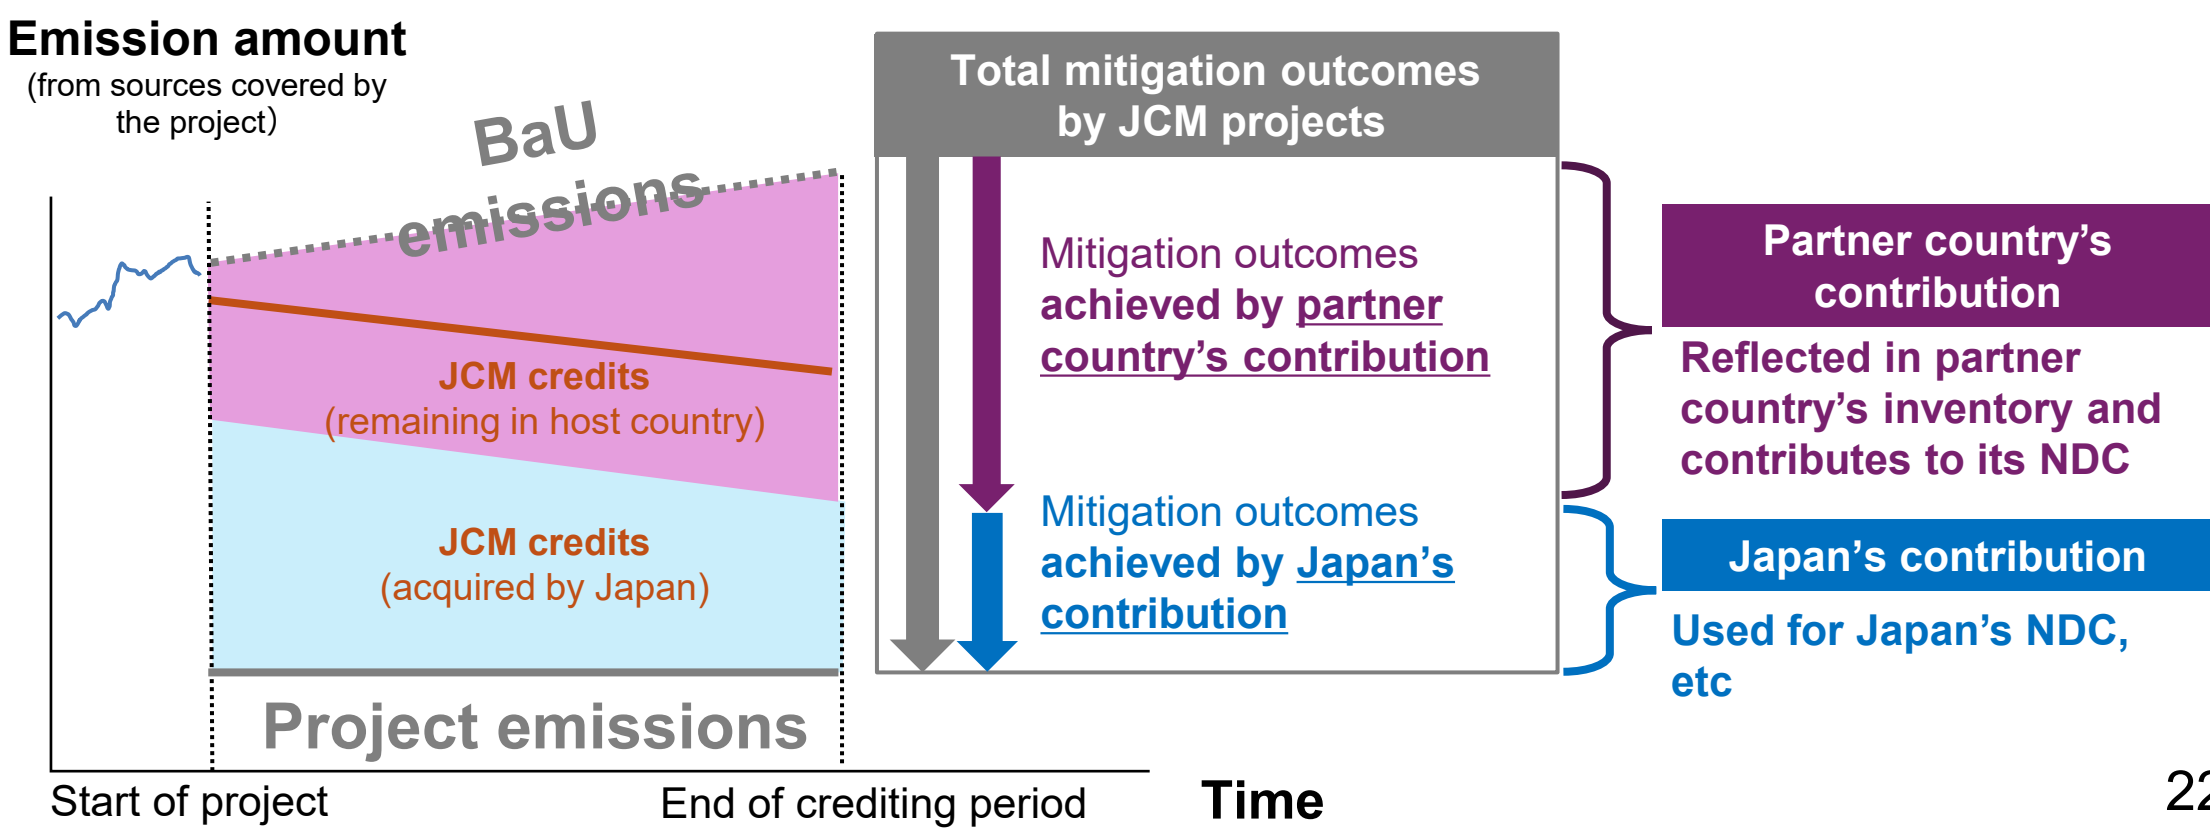 Emission amount
(from sources covered by
the project)
BaU
emissions
JCM credits
(remaining in host country)
JCM credits
(acquired by Japan)
Project emissions
Start of project
End of crediting period
Time
Total mitigation outcomes
by JCM projects
Mitigation outcomes
achieved by partner
country’s contribution
Mitigation outcomes
achieved by Japan’s
contribution
Partner country’s
contribution
Reflected in partner
country’s inventory and
contributes to its NDC
Japan’s contribution
Used for Japan’s NDC,
etc
22